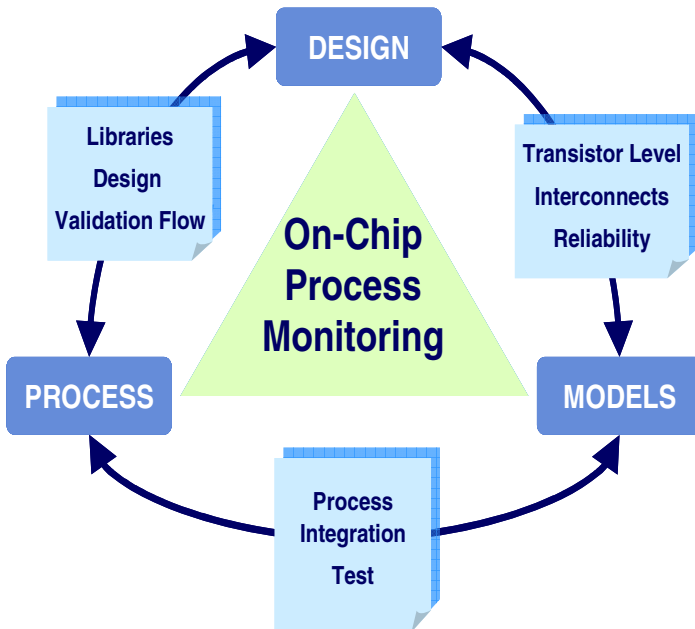 DESIGN
Libraries
Design
Validation Flow
Transistor Level
Interconnects
Reliability
On-Chip
Process
Monitoring
PROCESS
MODELS
Process
Integration
Test